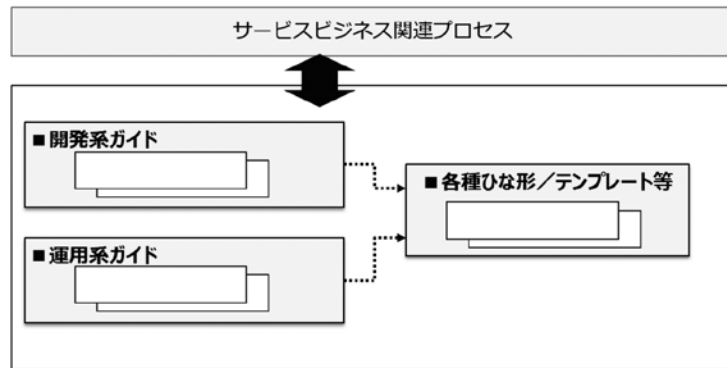 サービスビジネス関連プロセス
■ 開発系ガイド
■ 各種ひな形／テンプレート等
■ 運用系ガイド